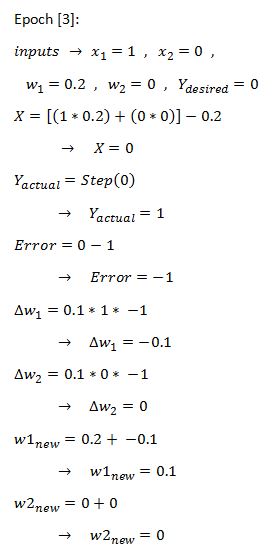 Epoch [3]:
inputs → x₁ = 1 , x₂ = 0 ,
w₁ = 0.2 , w₂ = 0 , Y_desired = 0
X = [(1 * 0.2) + (0 * 0)] − 0.2
→ X = 0
Y_actual = Step(0)
→ Y_actual = 1
Error = 0 − 1
→ Error = −1
Δw₁ = 0.1 * 1 * −1
→ Δw₁ = −0.1
Δw₂ = 0.1 * 0 * −1
→ Δw₂ = 0
w1_new = 0.2 + −0.1
→ w1_new = 0.1
w2_new = 0 + 0
→ w2_new = 0